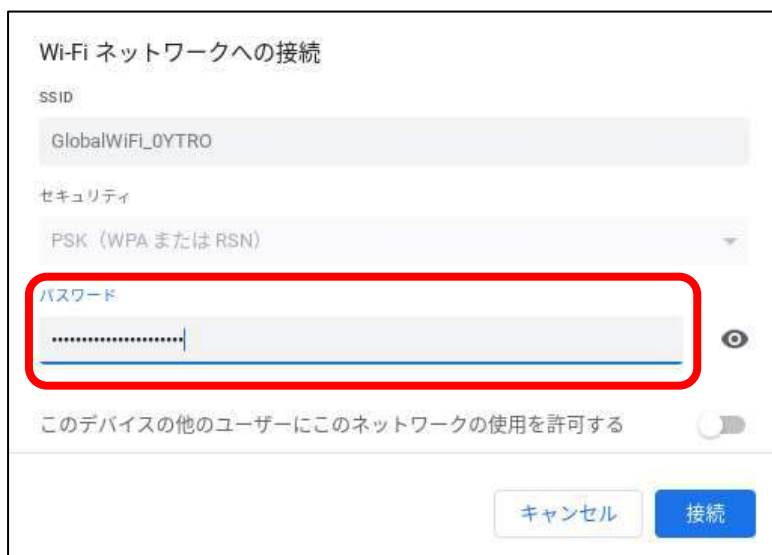 Wi-Fi ネットワークへの接続
SSID
GlobalWiFi_0YTRO
セキュリティ
PSK（WPA または RSN）
パスワード
••••••••••••••••••••••
このデバイスの他のユーザーにこのネットワークの使用を許可する
キャンセル 接続